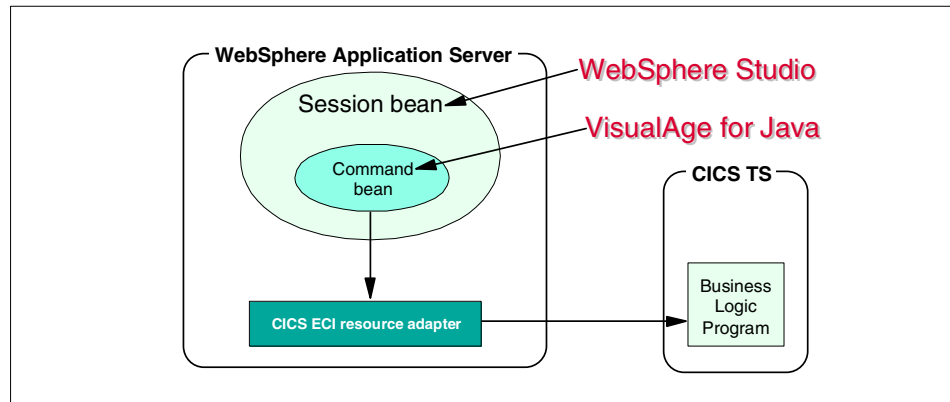 WebSphere Application Server
WebSphere Studio
Session bean
VisualAge for Java
Command
bean
CICS TS
Business
Logic
Program
CICS ECI resource adapter